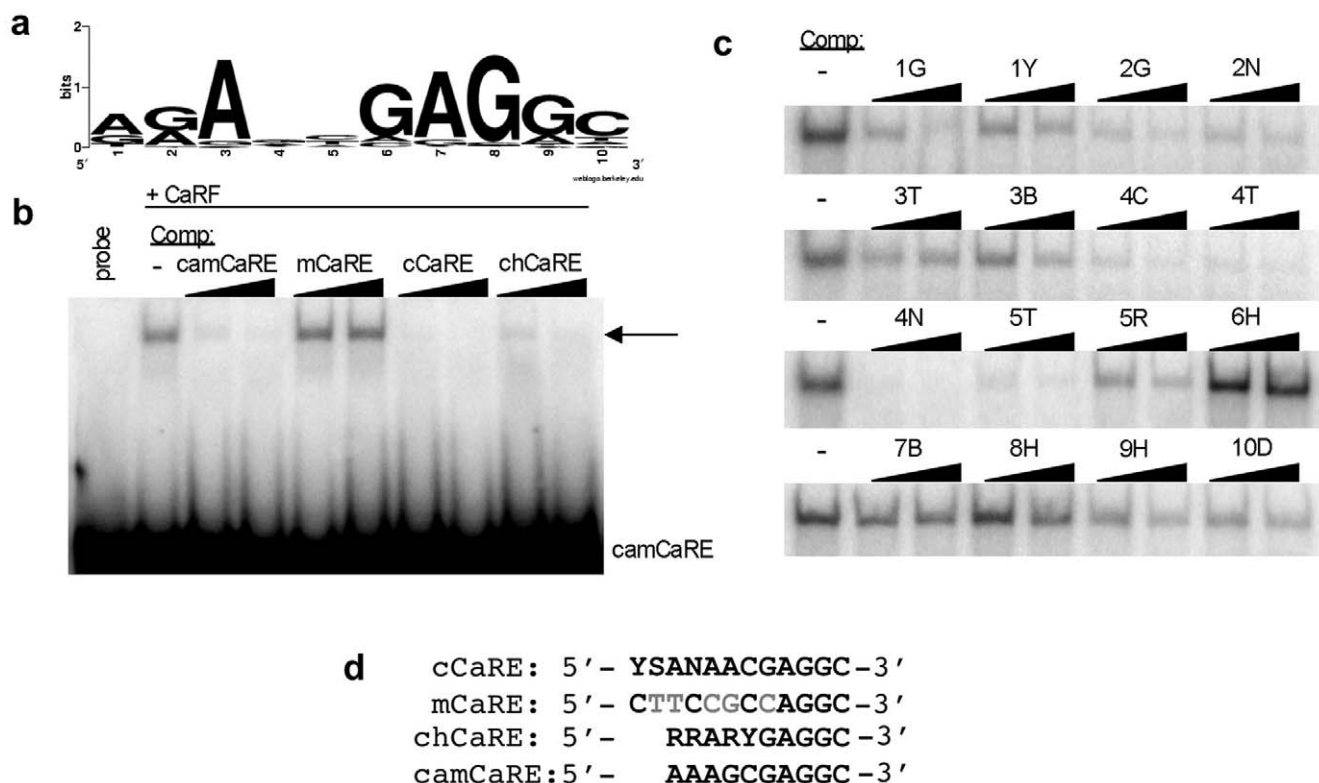 a
2
bits
1
0
5′ 1 2 3 4 5 6 7 8 9 10 3′
A G A G A G G C
weblogo.berkeley.edu
b
+ CaRF
probe
Comp:
- camCaRE mCaRE cCaRE chCaRE
camCaRE
c
Comp:
- 1G 1Y 2G 2N
- 3T 3B 4C 4T
- 4N 5T 5R 6H
- 7B 8H 9H 10D
d
cCaRE: 5′- YSANAACGAGGC-3′
mCaRE: 5′- CTTCCGCCAGGC-3′
chCaRE: 5′- RRARYGAGGC-3′
camCaRE:5′- AAAGCGAGGC-3′